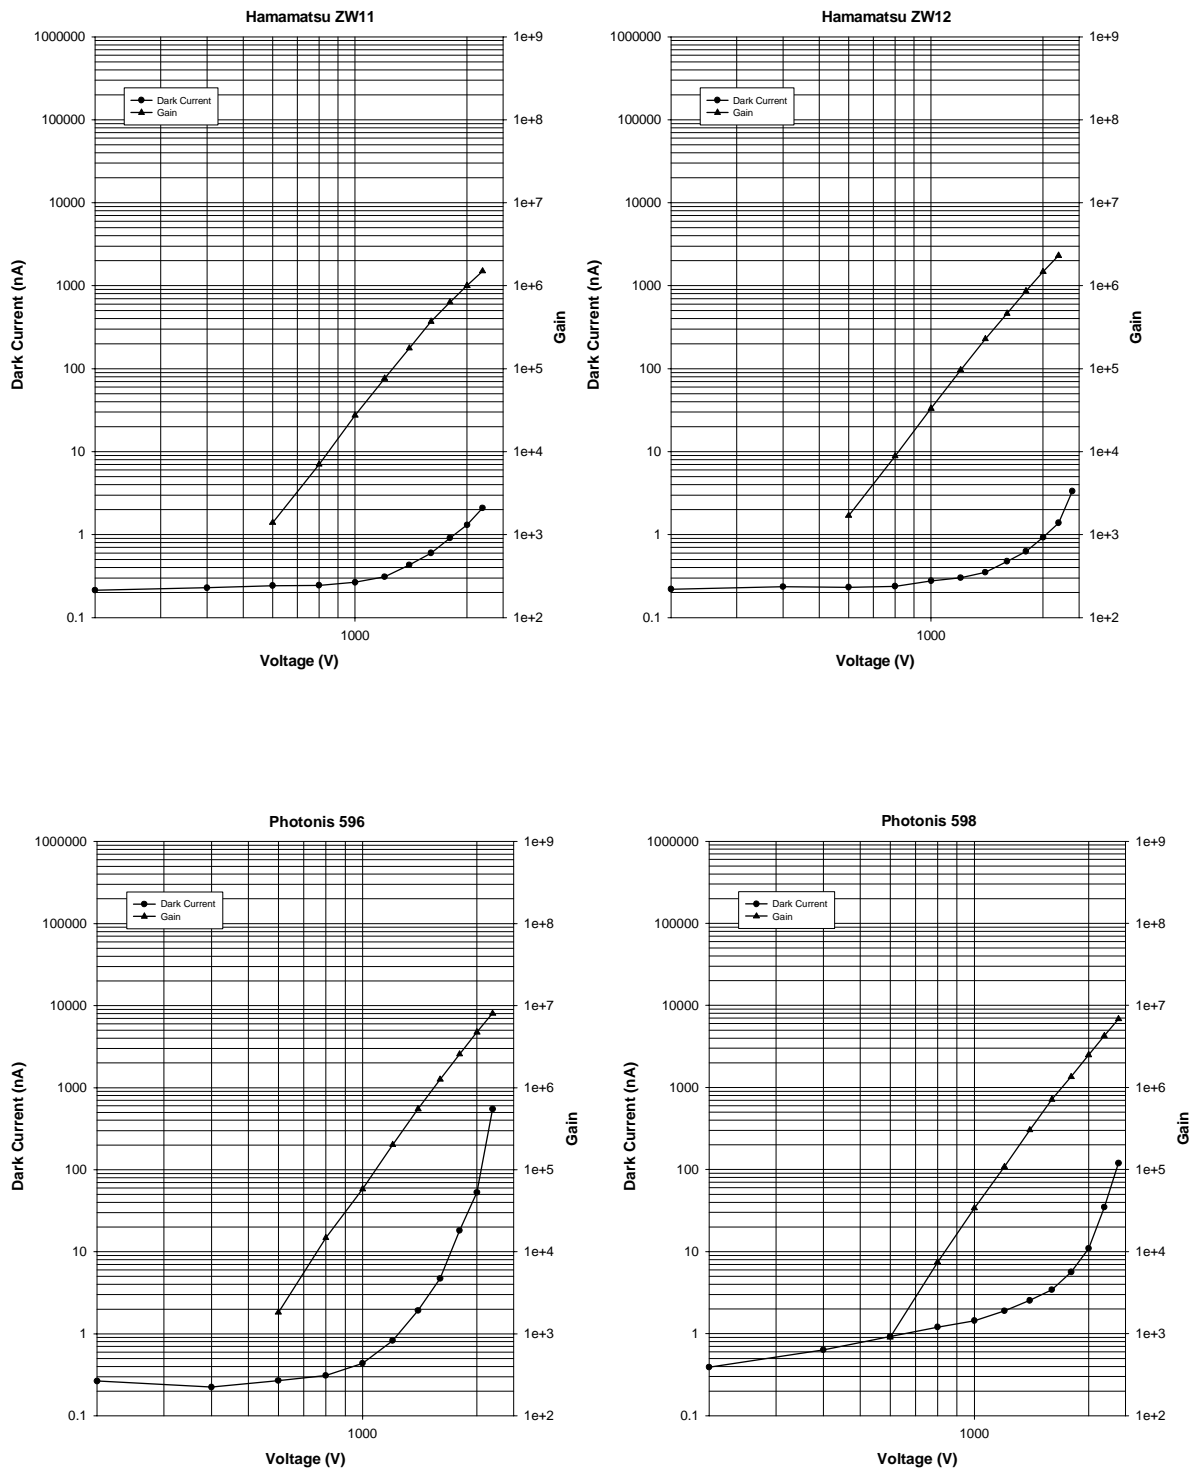 Hamamatsu ZW11
1000000
100000
10000
1000
100
10
1
0.1
1e+9
1e+8
1e+7
1e+6
1e+5
1e+4
1e+3
1e+2
Dark Current
Gain
Dark Current (nA)
Gain
1000
Voltage (V)
Hamamatsu ZW12
1000000
100000
10000
1000
100
10
1
0.1
1e+9
1e+8
1e+7
1e+6
1e+5
1e+4
1e+3
1e+2
Dark Current
Gain
Dark Current (nA)
Gain
1000
Voltage (V)
Photonis 596
1000000
100000
10000
1000
100
10
1
0.1
1e+9
1e+8
1e+7
1e+6
1e+5
1e+4
1e+3
1e+2
Dark Current
Gain
Dark Current (nA)
Gain
1000
Voltage (V)
Photonis 598
1000000
100000
10000
1000
100
10
1
0.1
1e+9
1e+8
1e+7
1e+6
1e+5
1e+4
1e+3
1e+2
Dark Current
Gain
Dark Current (nA)
Gain
1000
Voltage (V)